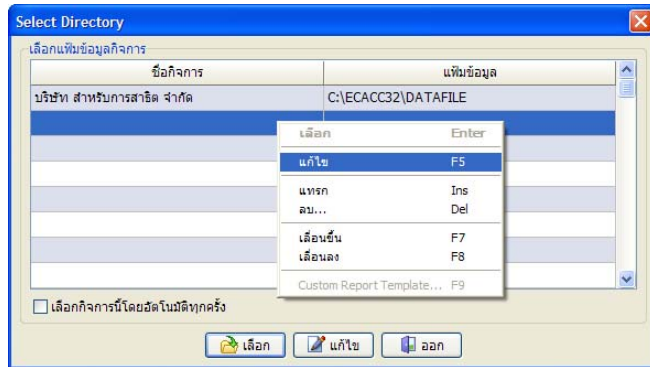 Select Directory
เลือกแฟ้มข้อมูลกิจการ
ชื่อกิจการ แฟ้มข้อมูล
บริษัท สำหรับการสาธิต จำกัด C:\ECACC32\DATAFILE
เลือก Enter
แก้ไข F5
แทรก Ins
ลบ... Del
เลื่อนขึ้น F7
เลื่อนลง F8
Custom Report Template... F9
เลือกกิจการนี้โดยอัตโนมัติทุกครั้ง
เลือก แก้ไข ออก